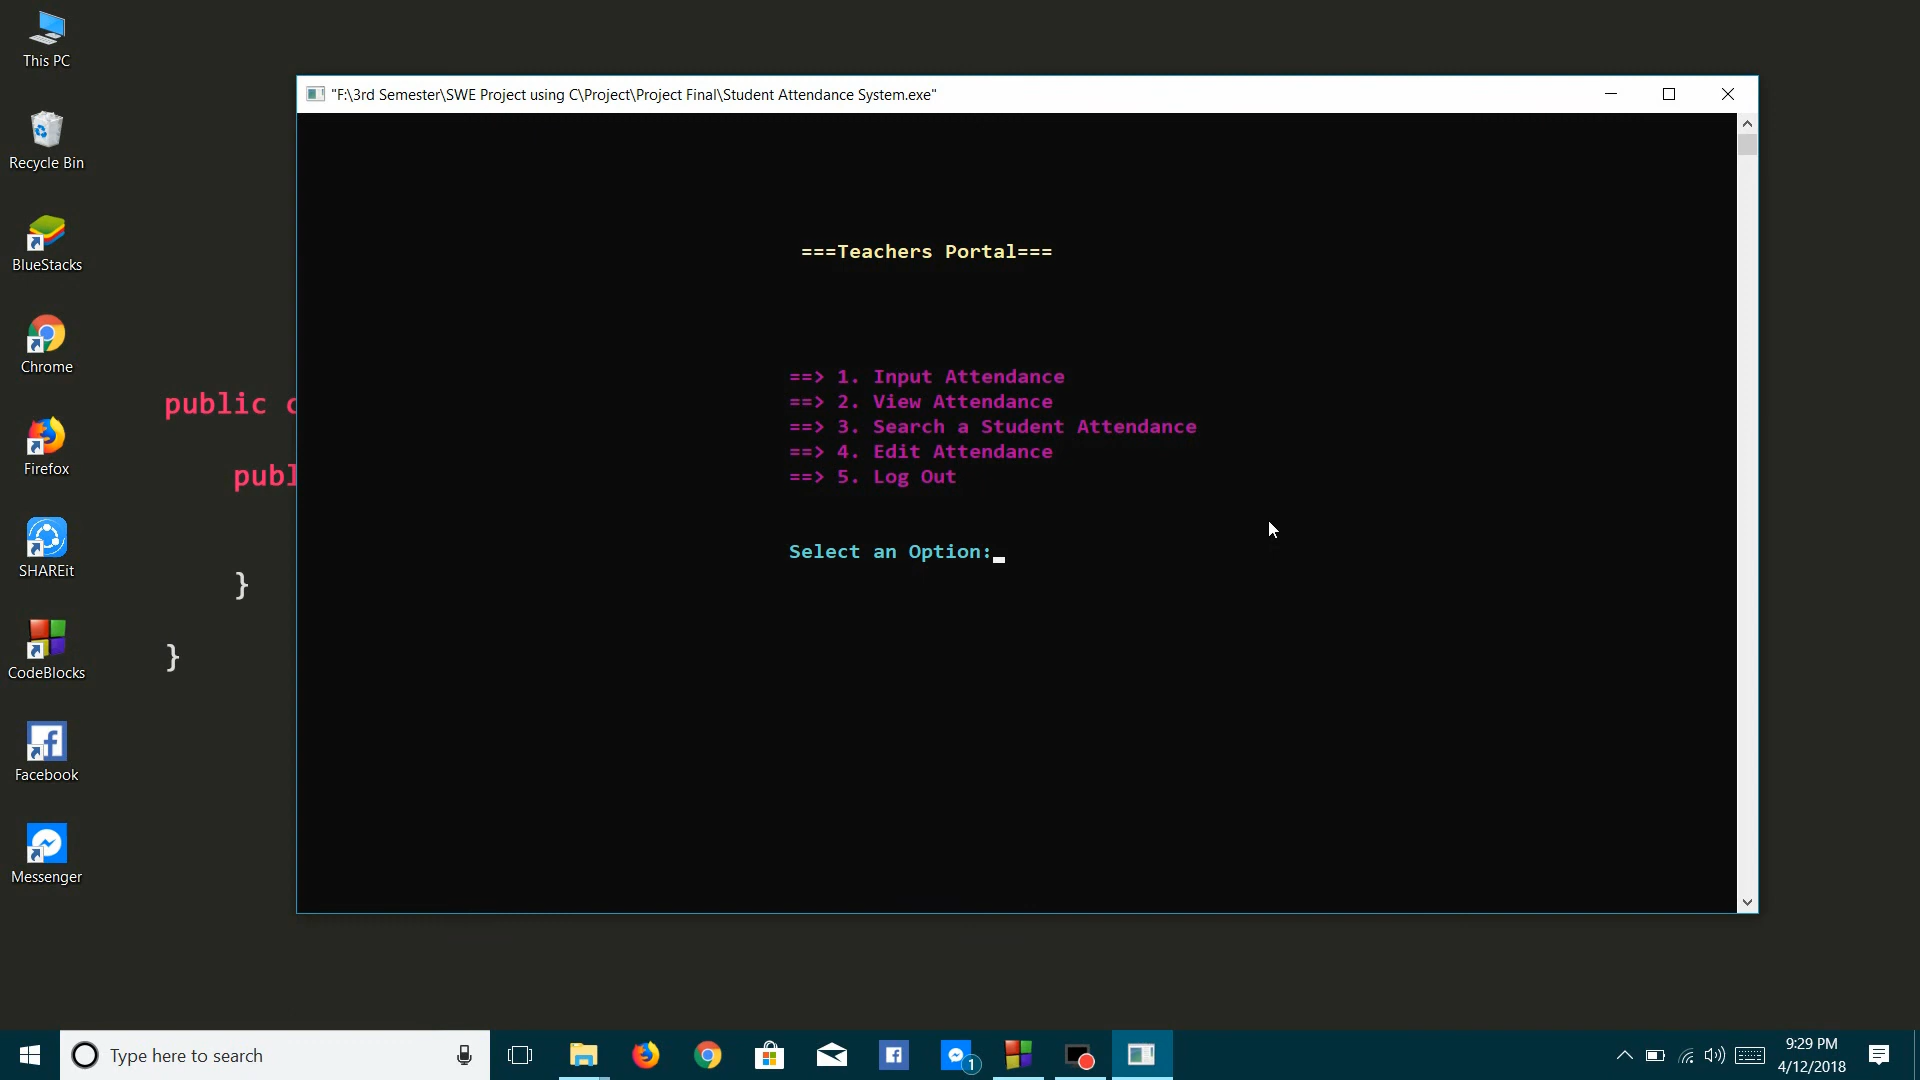 This PC
Recycle Bin
BlueStacks
Chrome
Firefox
SHAREit
CodeBlocks
Facebook
Messenger
public c
publ
}
}
"F:\3rd Semester\SWE Project using C\Project\Project Final\Student Attendance System.exe"
===Teachers Portal===
==> 1. Input Attendance
==> 2. View Attendance
==> 3. Search a Student Attendance
==> 4. Edit Attendance
==> 5. Log Out
Select an Option:
Type here to search
1
9:29 PM
4/12/2018